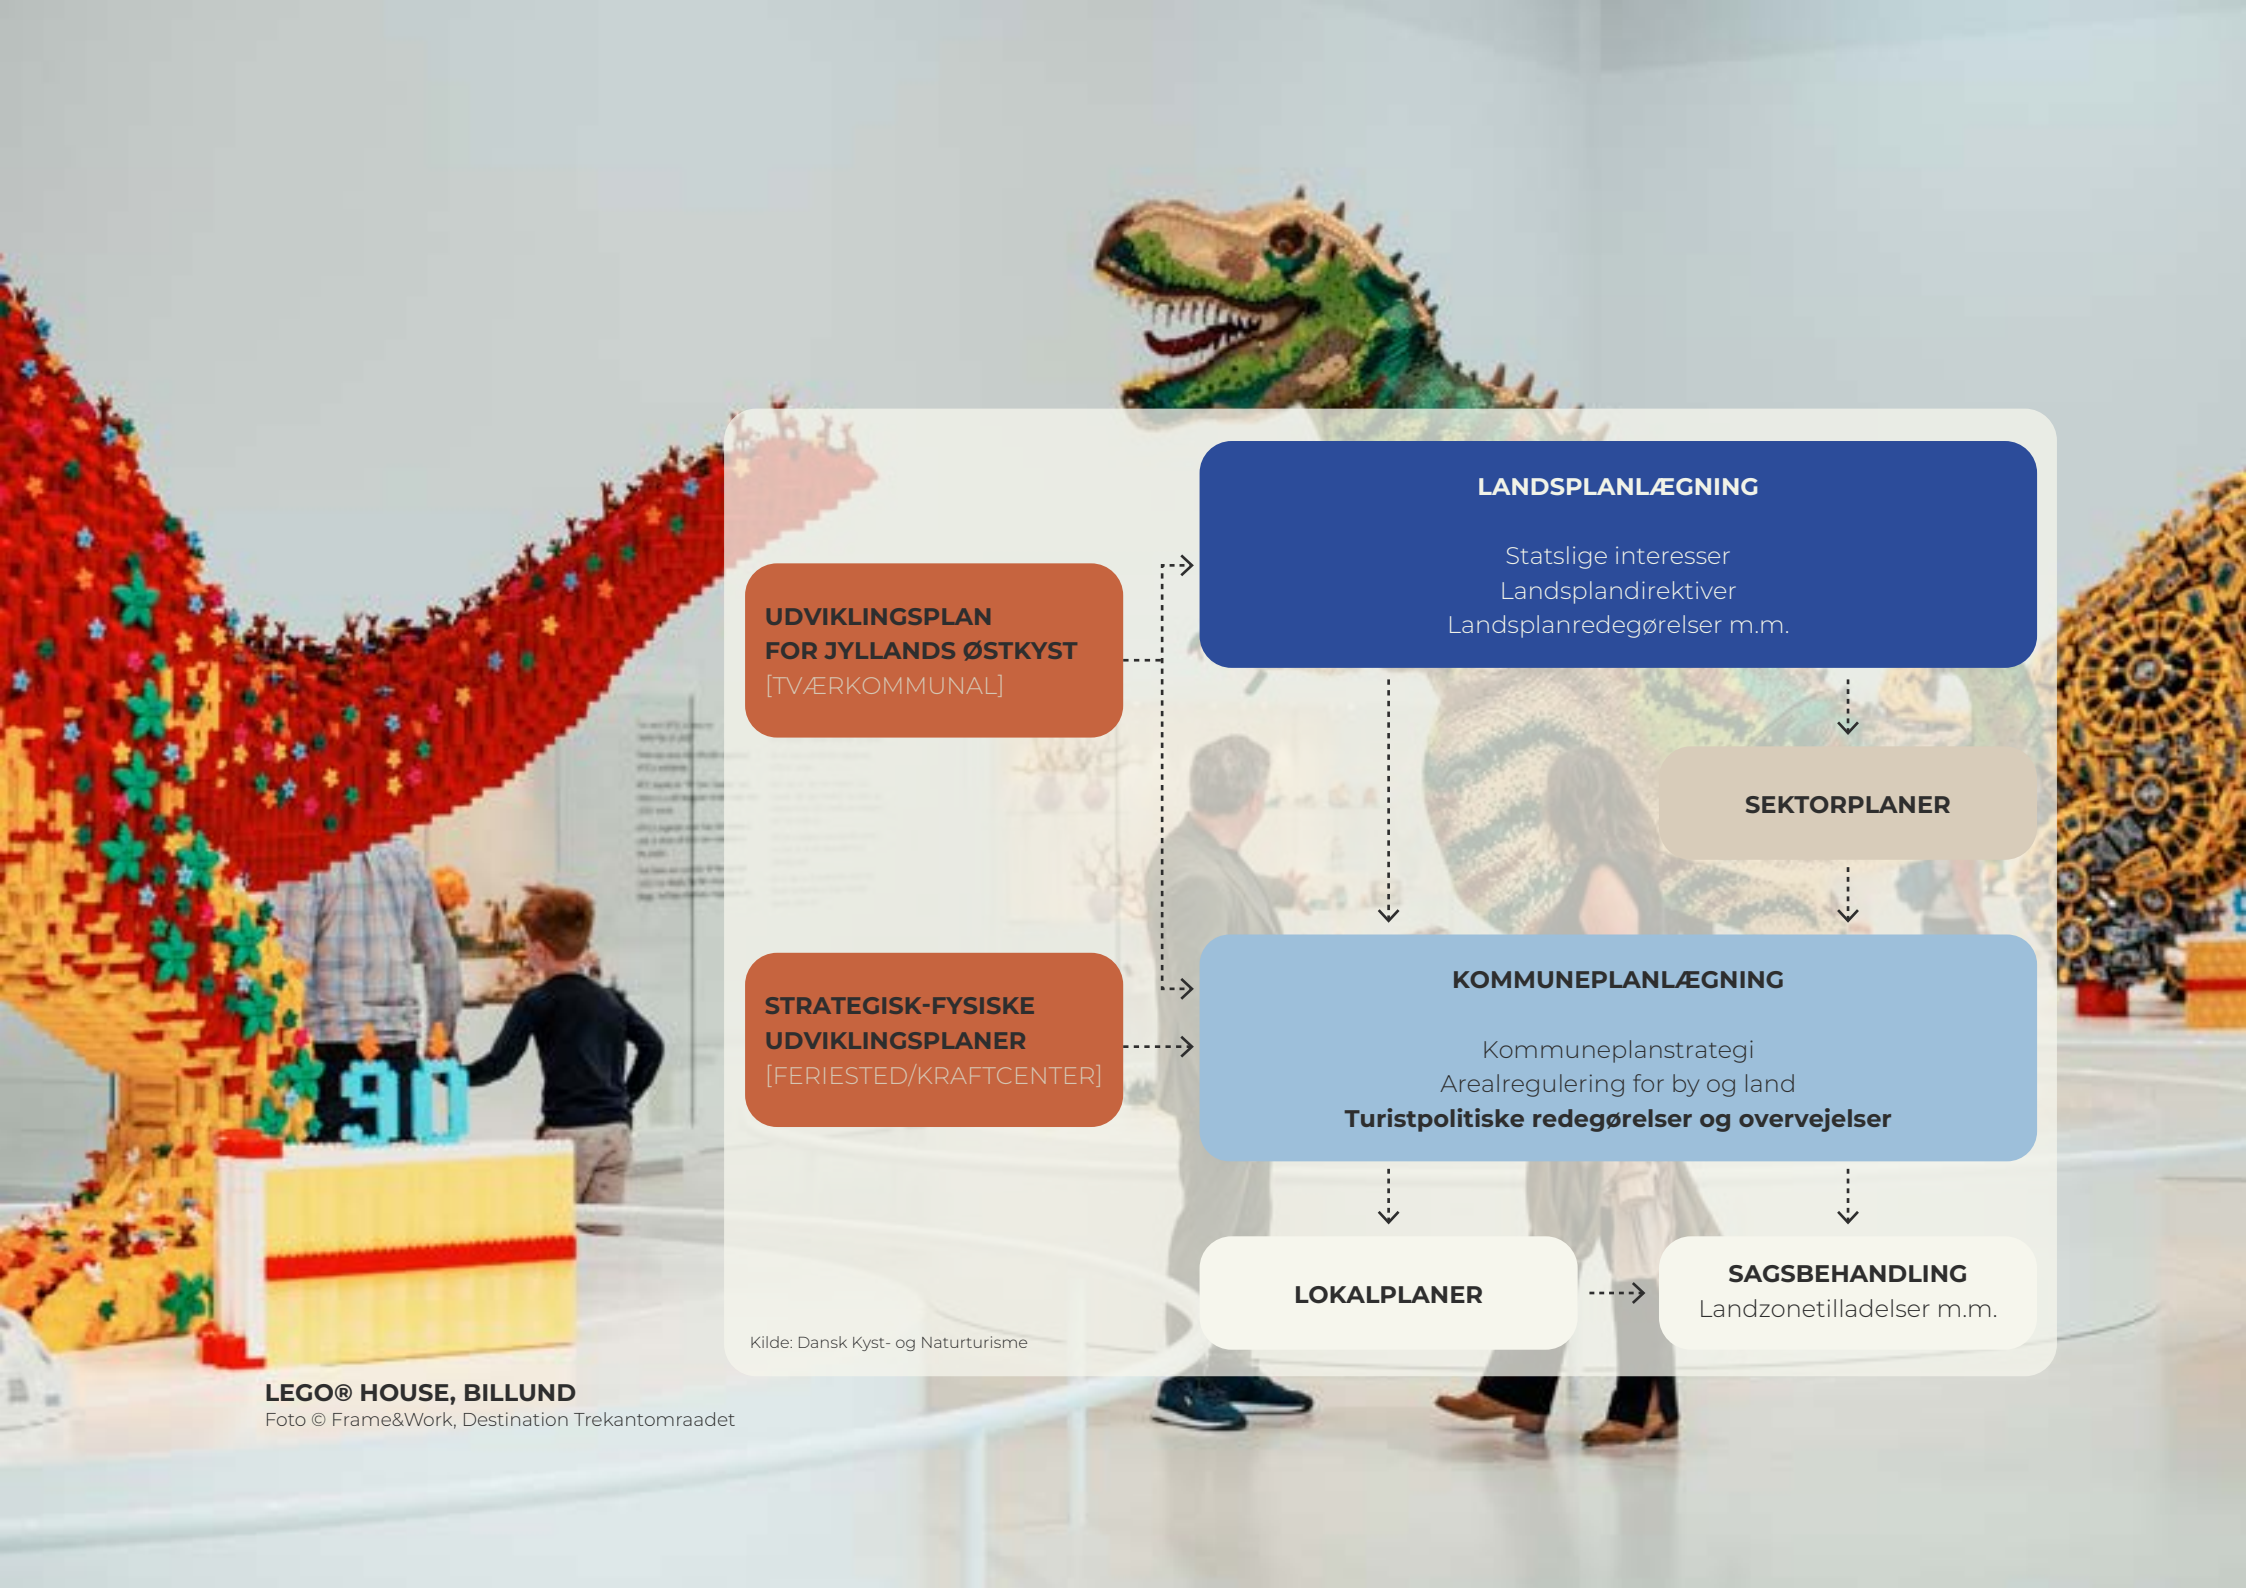 LANDSPLANLÆGNING
Statslige interesser
Landsplandirektiver
Landsplanredegørelser m.m.
UDVIKLINGSPLAN
FOR JYLLANDS ØSTKYST
[TVÆRKOMMUNAL]
SEKTORPLANER
STRATEGISK-FYSISKE
UDVIKLINGSPLANER
[FERIESTED/KRAFTCENTER]
KOMMUNEPLANLÆGNING
Kommuneplanstrategi
Arealregulering for by og land
Turistpolitiske redegørelser og overvejelser
90
LOKALPLANER
SAGSBEHANDLING
Landzonetilladelser m.m.
Kilde: Dansk Kyst- og Naturturisme
LEGO® HOUSE, BILLUND
Foto © Frame&Work, Destination Trekantomraadet